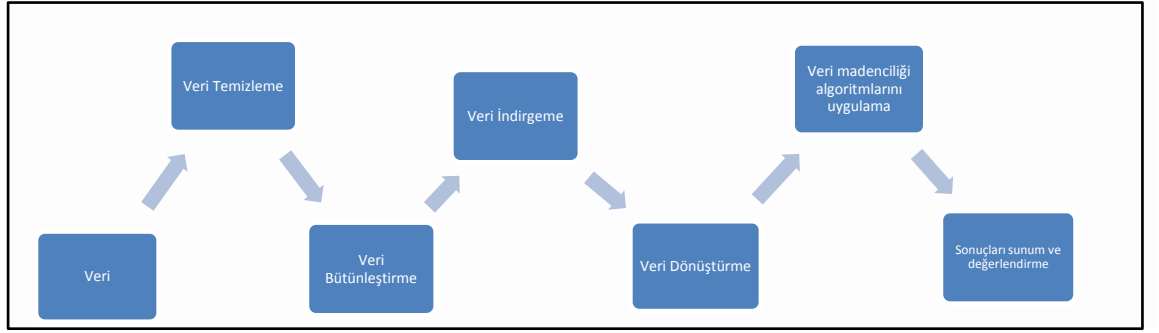 Veri
Veri Temizleme
Veri
Bütünleştirme
Veri İndirgeme
Veri Dönüştürme
Veri madenciliği
algoritmlarını
uygulama
Sonuçları sunum ve
değerlendirme